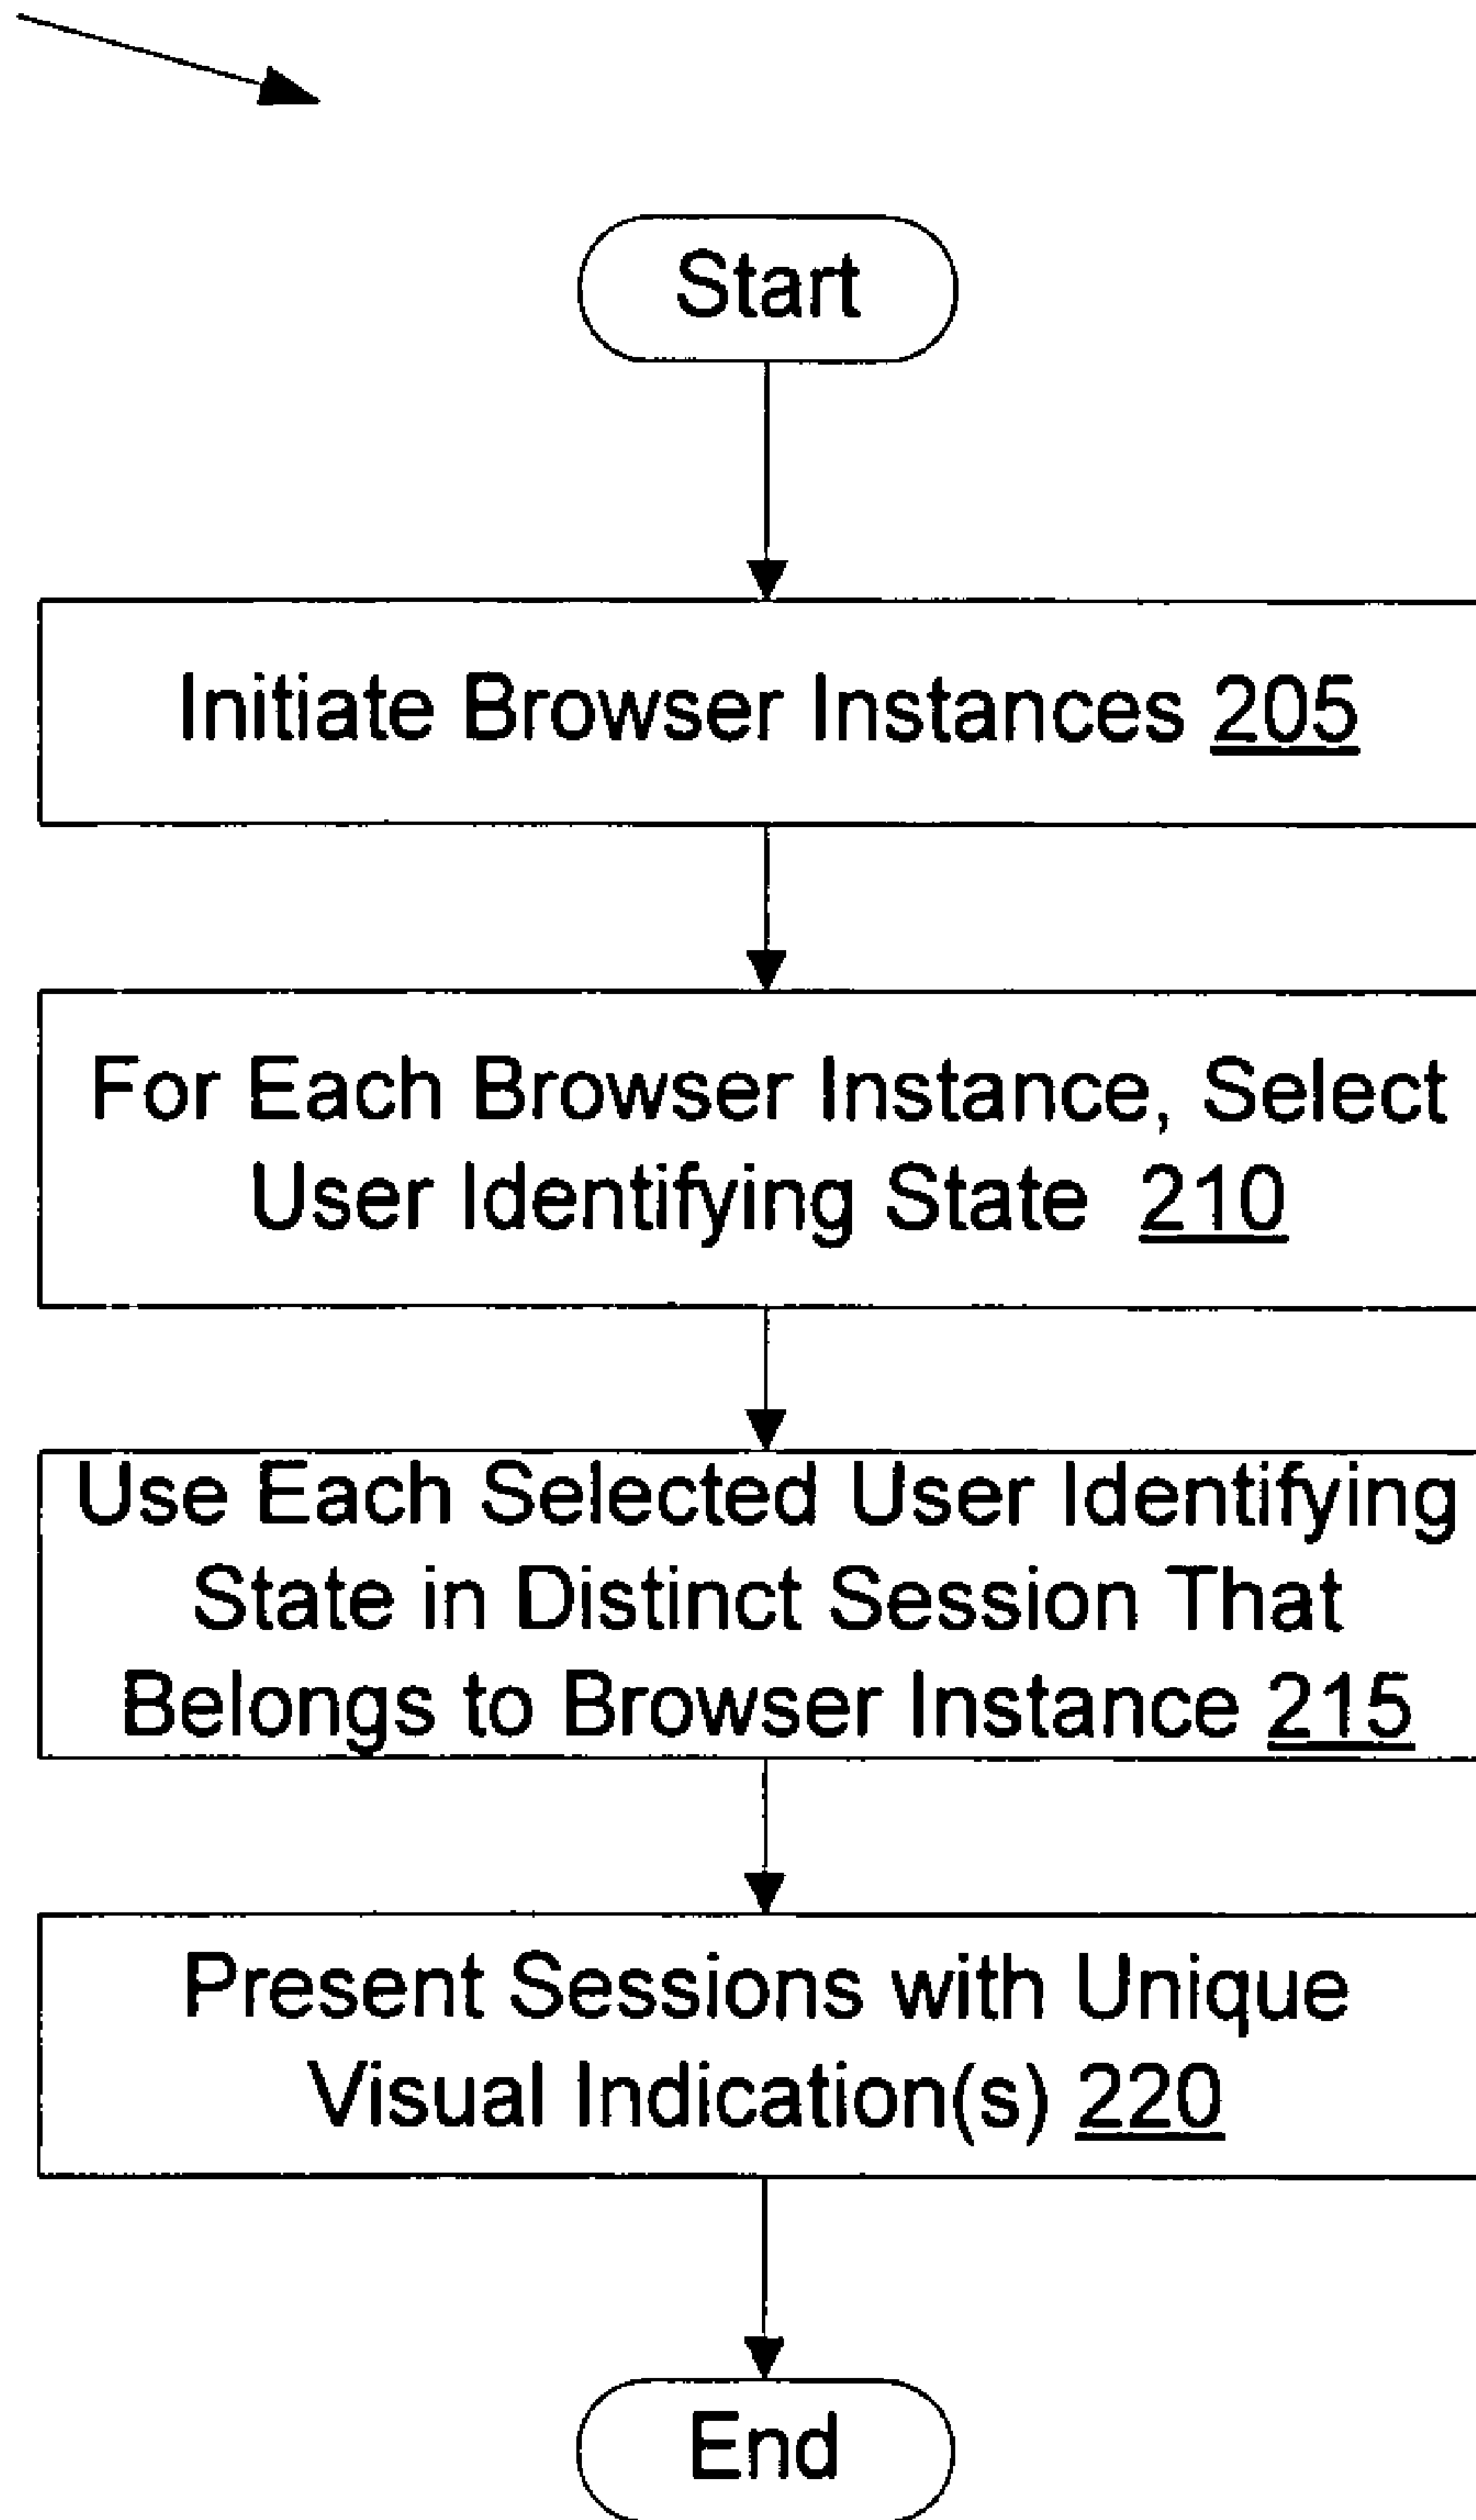 Start
Initiate Browser Instances 205
For Each Browser Instance, Select
User Identifying State 210
Use Each Selected User Identifying
State in Distinct Session That
Belongs to Browser Instance 215
Present Sessions with Unique
Visual Indication(s) 220
End